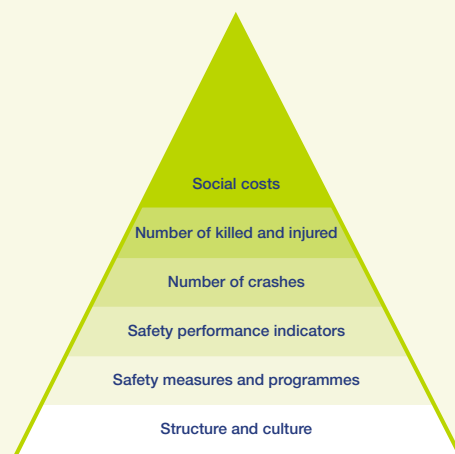 Social costs
Number of killed and injured
Number of crashes
Safety performance indicators
Safety measures and programmes
Structure and culture